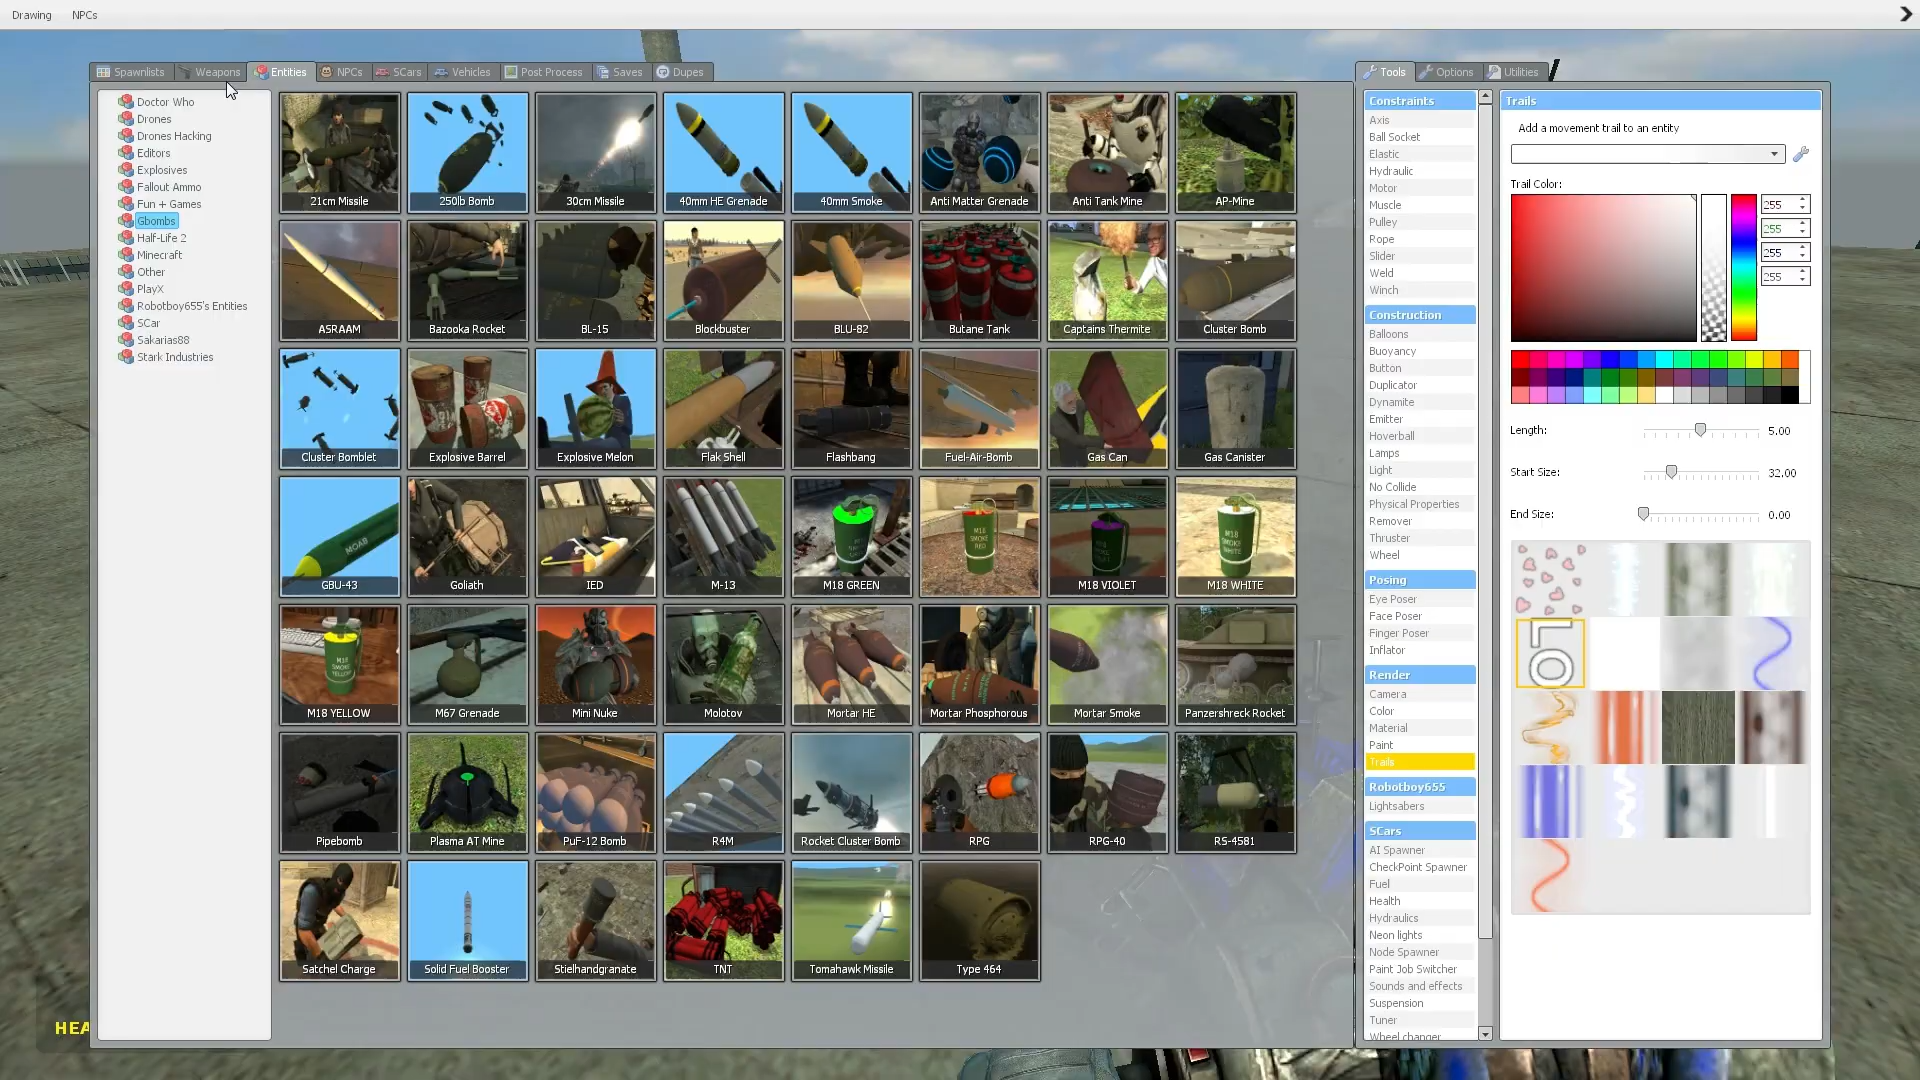 Drawing NPCs
Spawnlists Weapons Entities NPCs SCars Vehicles Post Process Saves Dupes
Tools Options Utilities
Doctor Who
Drones
Drones Hacking
Editors
Explosives
Fallout Ammo
Fun + Games
Gbombs
Half-Life 2
Minecraft
Other
PlayX
Robotboy655's Entities
SCar
Sakarias88
Stark Industries
21cm Missile 250lb Bomb 30cm Missile 40mm HE Grenade 40mm Smoke Anti Matter Grenade Anti Tank Mine AP-Mine
ASRAAM Bazooka Rocket BL-15 Blockbuster BLU-82 Butane Tank Captains Thermite Cluster Bomb
Cluster Bomblet Explosive Barrel Explosive Melon Flak Shell Flashbang Fuel-Air-Bomb Gas Can Gas Canister
MOAB
GBU-43 Goliath IED M-13 M18 GREEN M18 VIOLET M18 WHITE
M18 YELLOW M67 Grenade Mini Nuke Molotov Mortar HE Mortar Phosphorous Mortar Smoke Panzershreck Rocket
Pipebomb Plasma AT Mine PuF-12 Bomb R4M Rocket Cluster Bomb RPG RPG-40 RS-4581
Satchel Charge Solid Fuel Booster Stielhandgranate TNT Tomahawk Missile Type 464
HEA
Constraints
Axis
Ball Socket
Elastic
Hydraulic
Motor
Muscle
Pulley
Rope
Slider
Weld
Winch
Construction
Balloons
Buoyancy
Button
Duplicator
Dynamite
Emitter
Hoverball
Lamps
Light
No Collide
Physical Properties
Remover
Thruster
Wheel
Posing
Eye Poser
Face Poser
Finger Poser
Inflator
Render
Camera
Color
Material
Paint
Trails
Robotboy655
Lightsabers
SCars
AI Spawner
CheckPoint Spawner
Fuel
Health
Hydraulics
Neon lights
Node Spawner
Paint Job Switcher
Sounds and effects
Suspension
Tuner
Wheel changer
Trails
Add a movement trail to an entity
Trail Color:
255
255
255
255
Length: 5.00
Start Size: 32.00
End Size: 0.00
LO